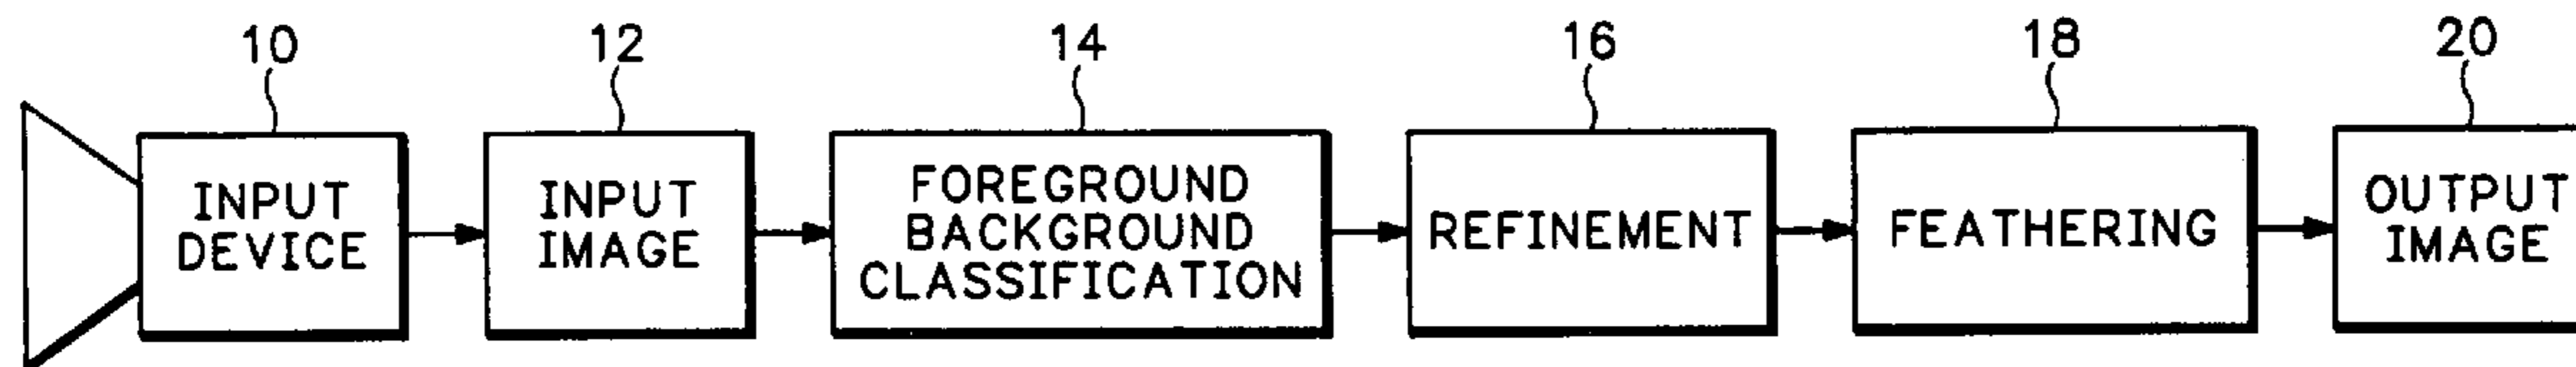 10
12
14
16
18
20
INPUT
DEVICE
INPUT
IMAGE
FOREGROUND
BACKGROUND
CLASSIFICATION
REFINEMENT
FEATHERING
OUTPUT
IMAGE